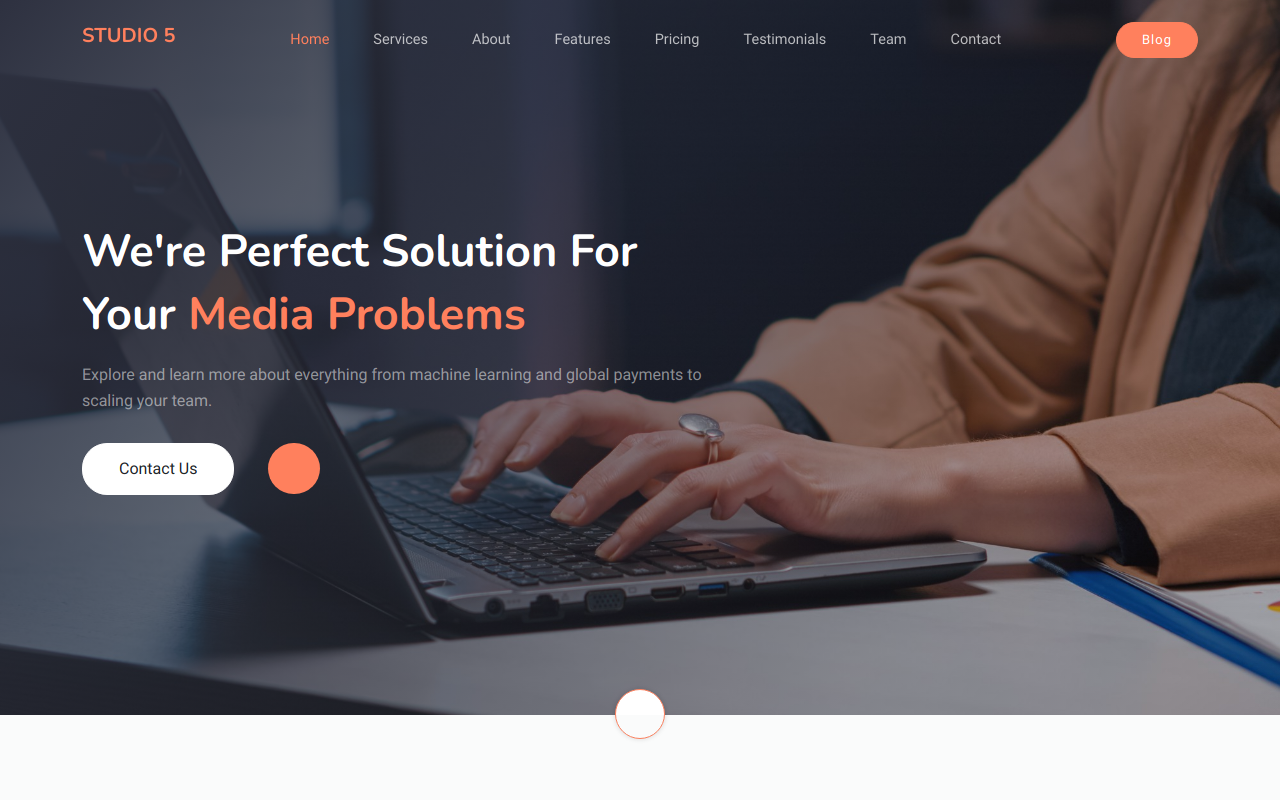 STUDIO 5
Home
Services
About
Features
Pricing
Testimonials
Team
Contact
Blog
We're Perfect Solution For
Your Media Problems
Explore and learn more about everything from machine learning and global payments to
scaling your team.
Contact Us